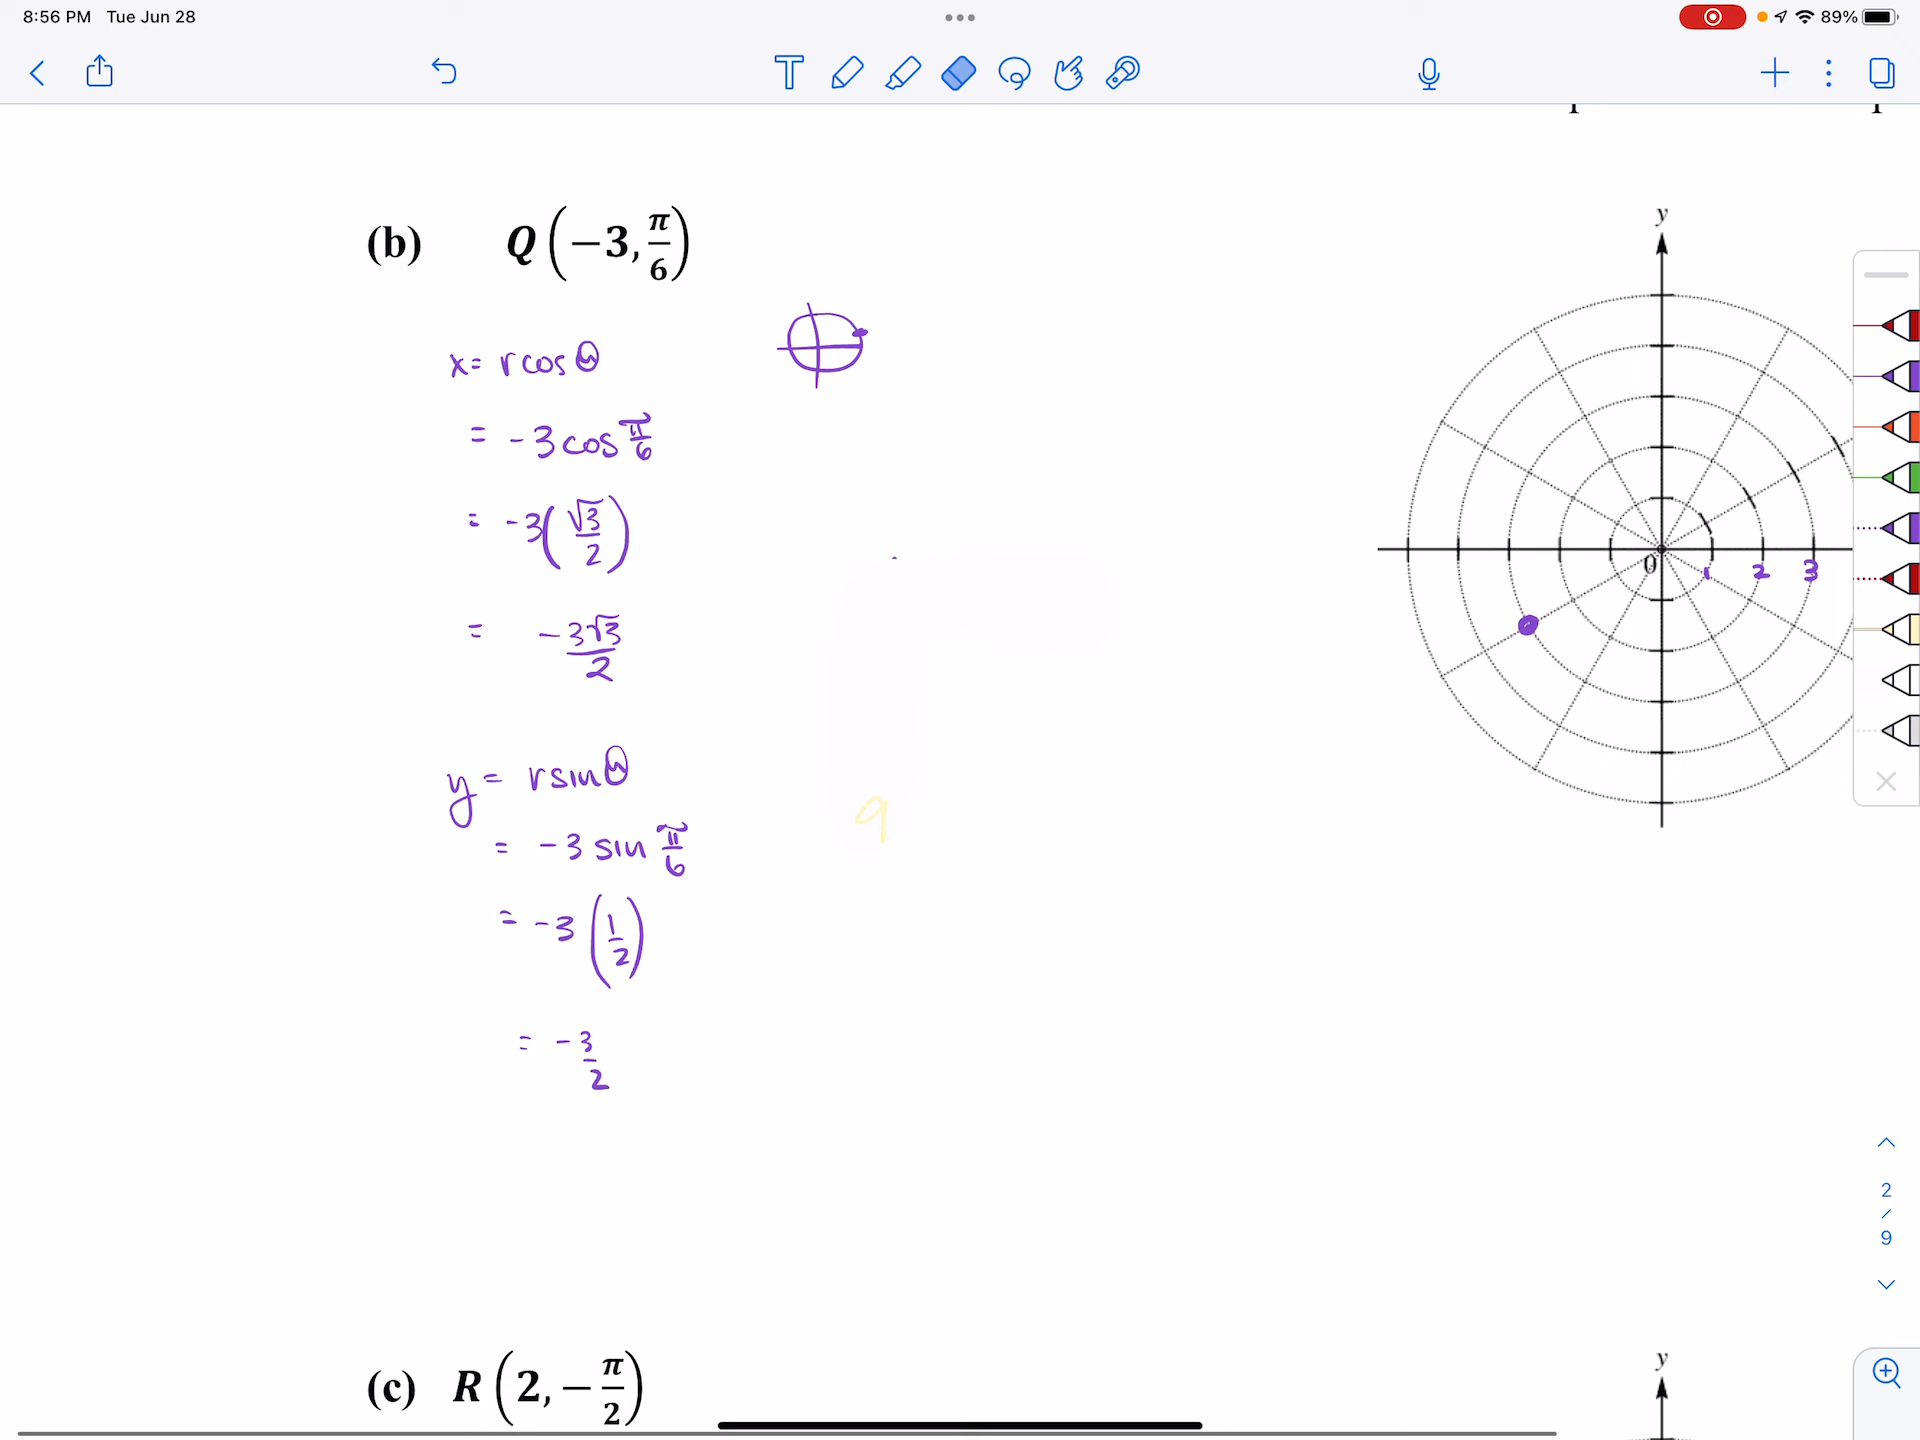 8:56 PM Tue Jun 28
89%
(b) Q(−3, π/6)
x = r cos θ
= -3 cos π/6
= -3(√3/2)
= -3√3/2
y = r sin θ
= -3 sin π/6
= -3(1/2)
= -3/2
9
y
0 1 2 3
2
/
9
(c) R(2, −π/2)
y